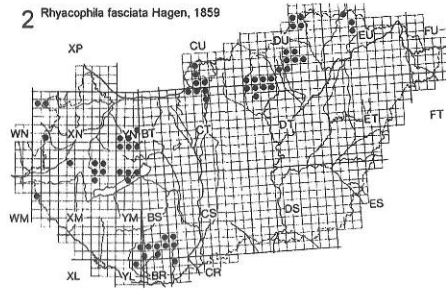 2 Rhyacophila fasciata Hagen, 1859
XP CU DU EU FU
WN XN YN BT CT DT ET FT
WM XM YM BS CS DS ES
XL YL BR CR